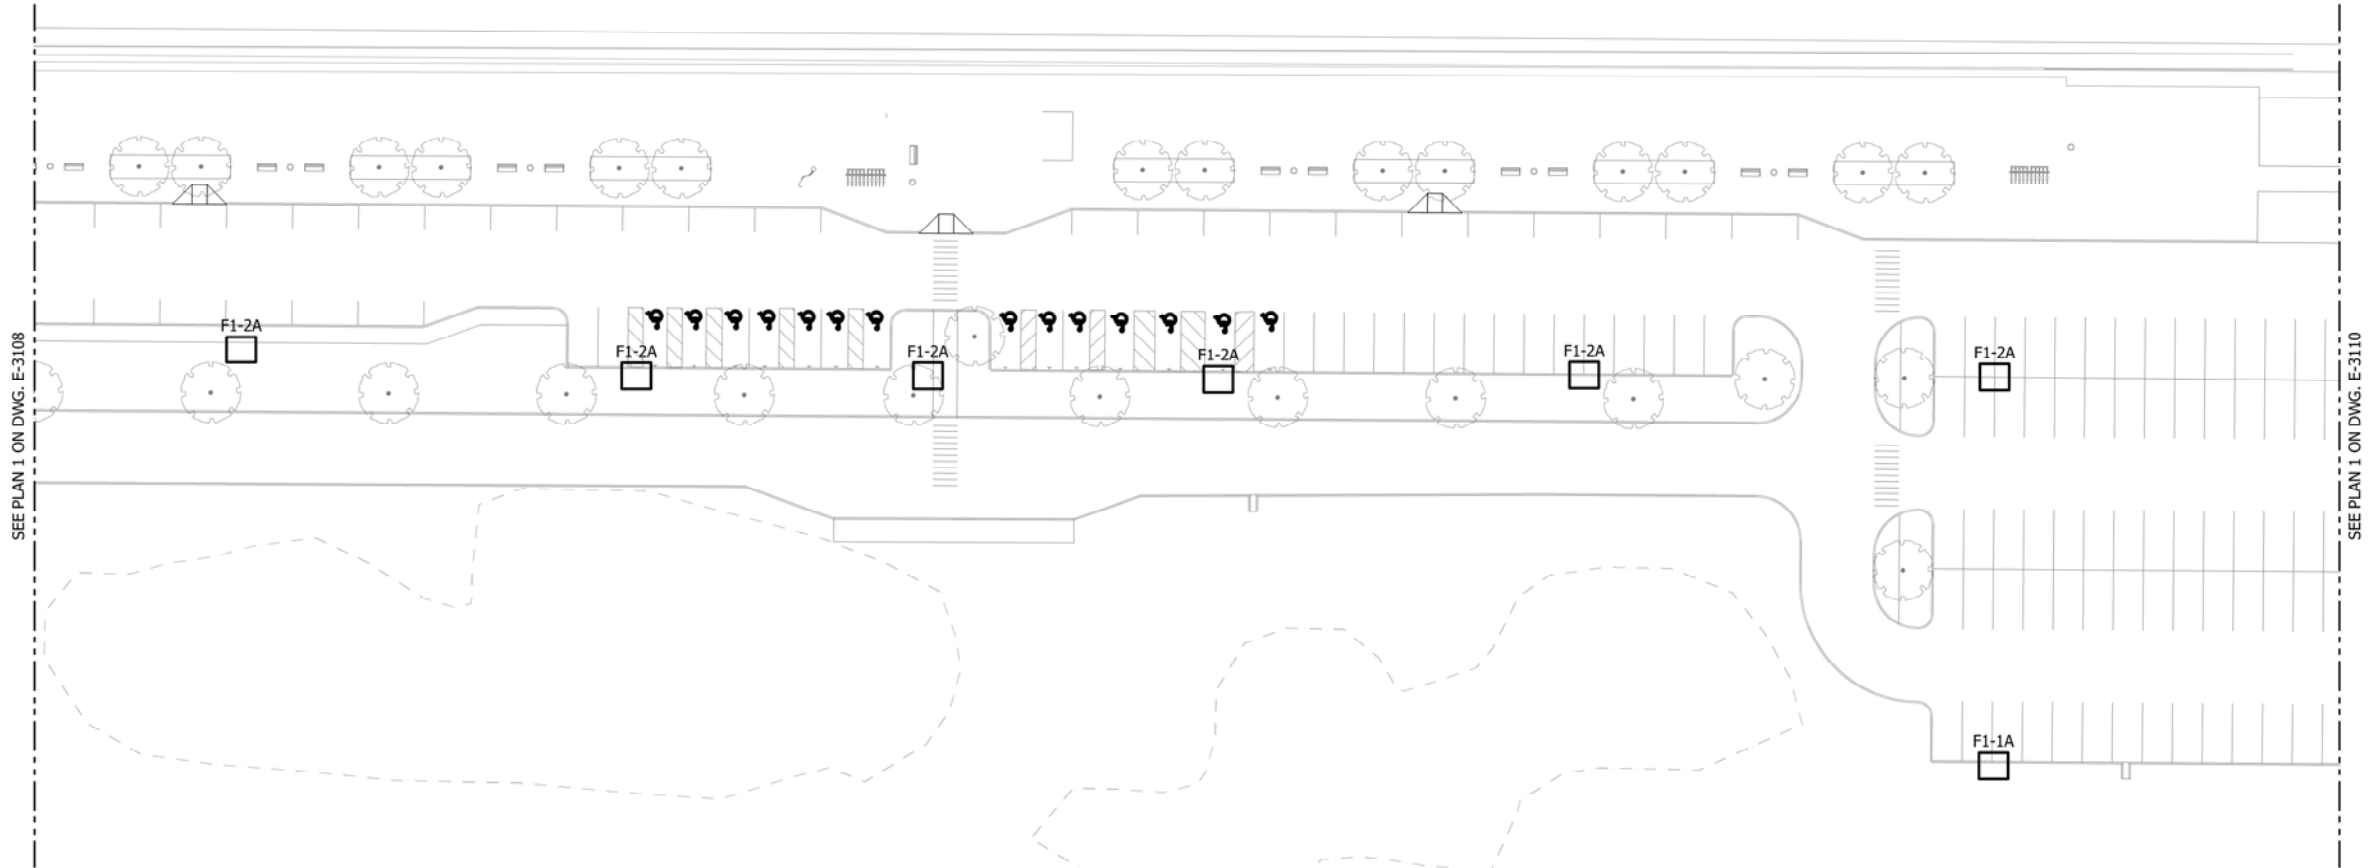 SEE PLAN 1 ON DWG. E-3108
F1-2A
F1-2A
F1-2A
F1-2A
F1-2A
F1-2A
F1-1A
SEE PLAN 1 ON DWG. E-3110